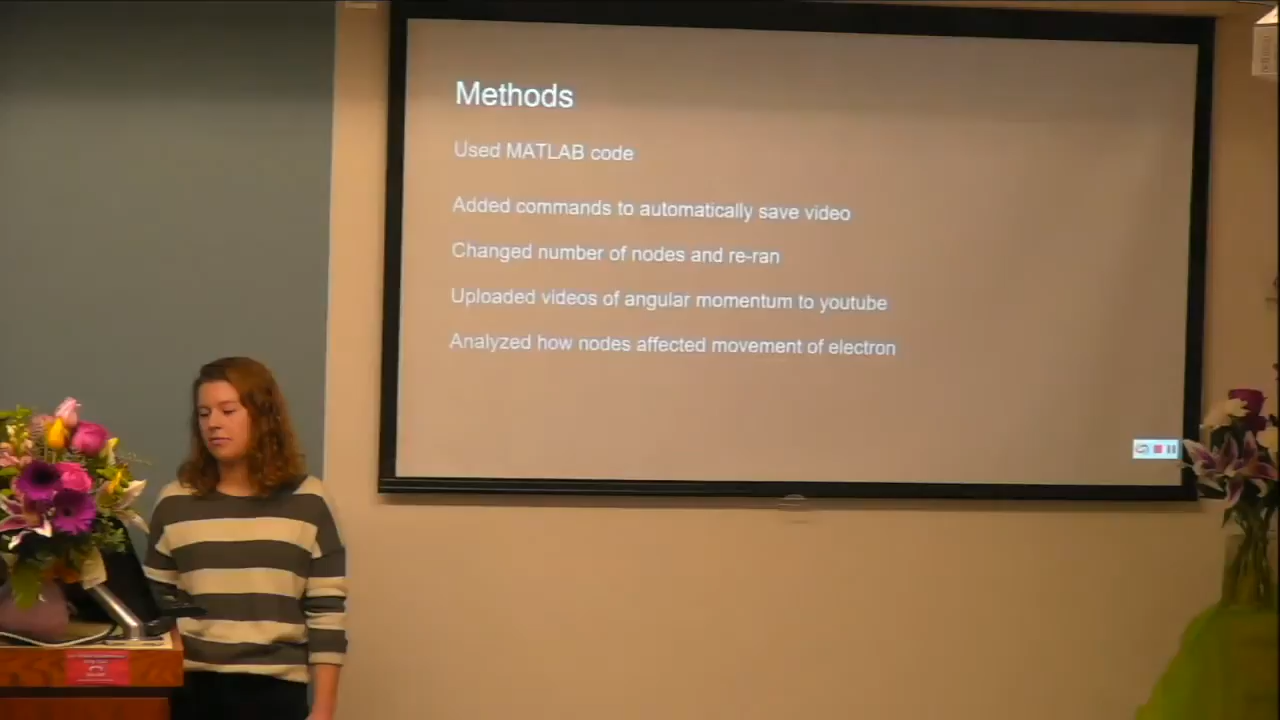 Methods
Used MATLAB code
Added commands to automatically save video
Changed number of nodes and re-ran
Uploaded videos of angular momentum to youtube
Analyzed how nodes affected movement of electron